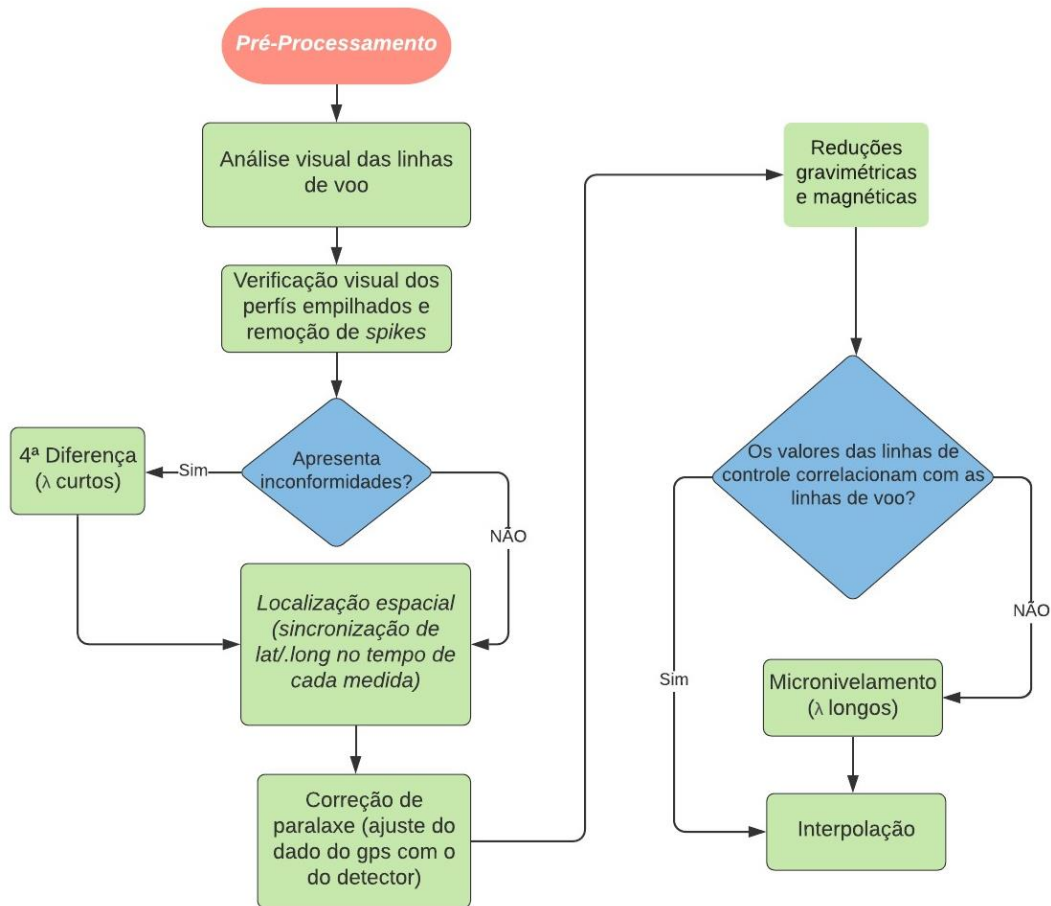 Pré-Processamento
Análise visual das linhas
de voo
Verificação visual dos
perfís empilhados e
remoção de spikes
Apresenta
inconformidades?
Sim
4ª Diferença
(λ curtos)
NÃO
Localização espacial
(sincronização de
lat/.long no tempo de
cada medida)
Correção de
paralaxe (ajuste do
dado do gps com o
do detector)
Reduções
gravimétricas
e magnéticas
Os valores das linhas de
controle correlacionam com as
linhas de voo?
NÃO
Sim
Micronivelamento
(λ longos)
Interpolação